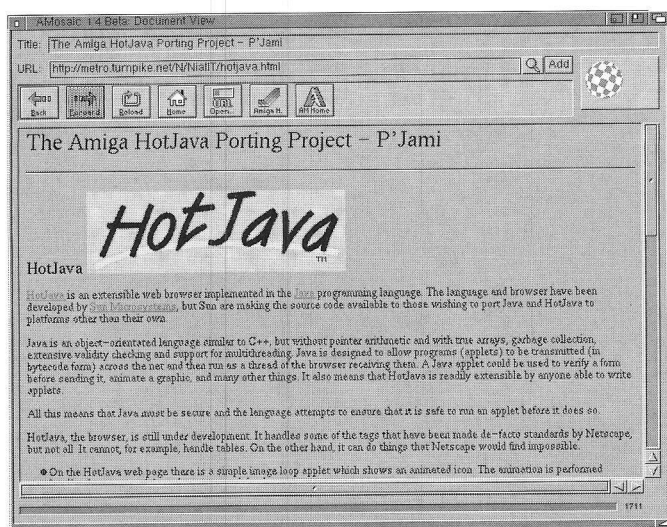 AMosaic 1.4 Beta: Document View
Title: The Amiga HotJava Porting Project - P'Jami
URL: http://metro.turnpike.net/N/NiallT/hotjava.html Add
Back Forward Reload Home Open... Amiga H. AM Home
The Amiga HotJava Porting Project - P'Jami
HotJava
TM
HotJava
HotJava is an extensible web browser implemented in the Java programming language. The language and browser have been
developed by Sun Microsystems, but Sun are making the source code available to those wishing to port Java and HotJava to
platforms other than their own.
Java is an object-orientated language similar to C++, but without pointer arithmetic and with true arrays, garbage collection,
extensive validity checking and support for multithreading. Java is designed to allow programs (applets) to be transmitted (in
bytecode form) across the net and then run as a thread of the browser receiving them. A Java applet could be used to verify a form
before sending it, animate a graphic, and many other things. It also means that HotJava is readily extensible by anyone able to write
applets.
All this means that Java must be secure and the language attempts to ensure that it is safe to run an applet before it does so.
HotJava, the browser, is still under development. It handles some of the tags that have been made de-facto standards by Netscape,
but not all. It cannot, for example, handle tables. On the other hand, it can do things that Netscape would find impossible.
On the HotJava web page there is a simple image loop applet which shows an animated icon. The animation is performed
1711